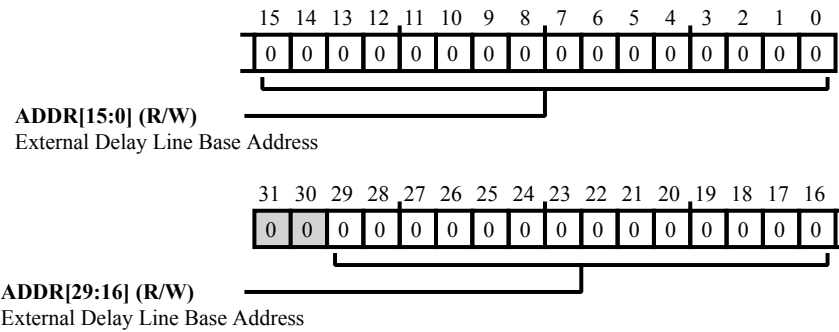 15 14 13 12 11 10 9 8 7 6 5 4 3 2 1 0
0 0 0 0 0 0 0 0 0 0 0 0 0 0 0 0
ADDR[15:0] (R/W)
External Delay Line Base Address
31 30 29 28 27 26 25 24 23 22 21 20 19 18 17 16
0 0 0 0 0 0 0 0 0 0 0 0 0 0 0 0
ADDR[29:16] (R/W)
External Delay Line Base Address